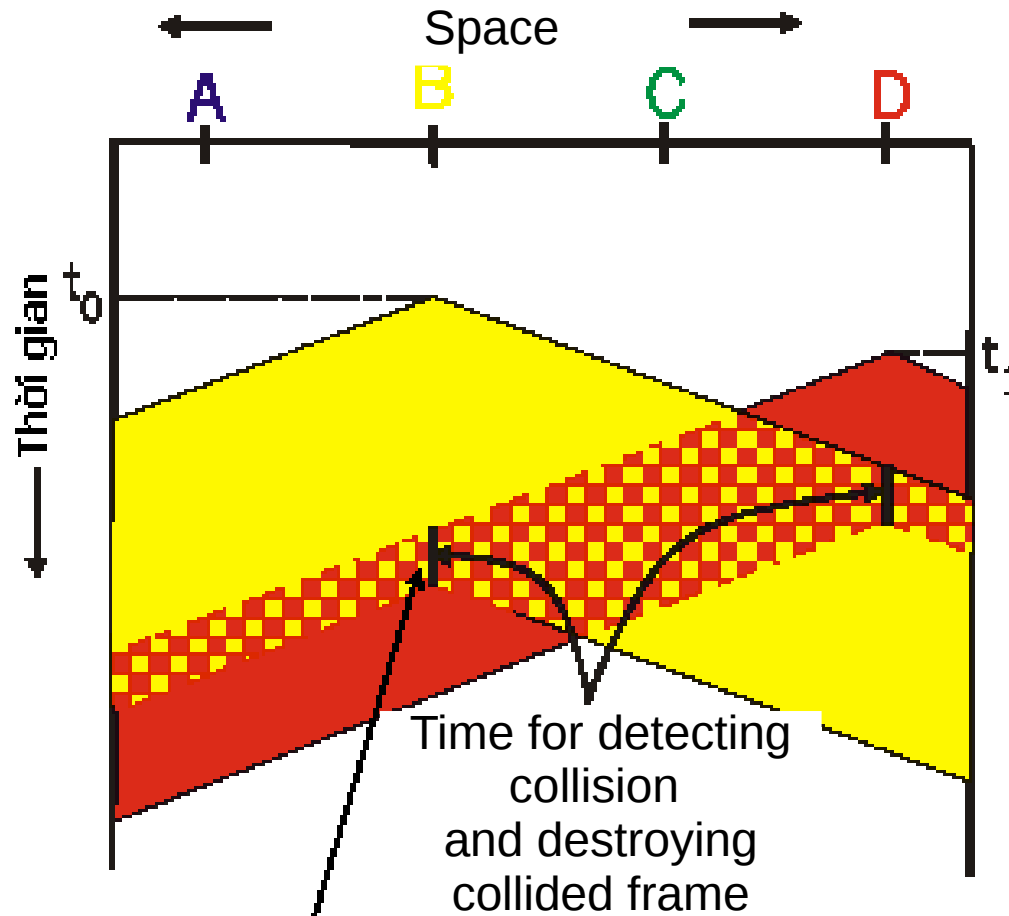 Space
A B C D
t0
t
Thời gian
Time for detecting
collision
and destroying
collided frame